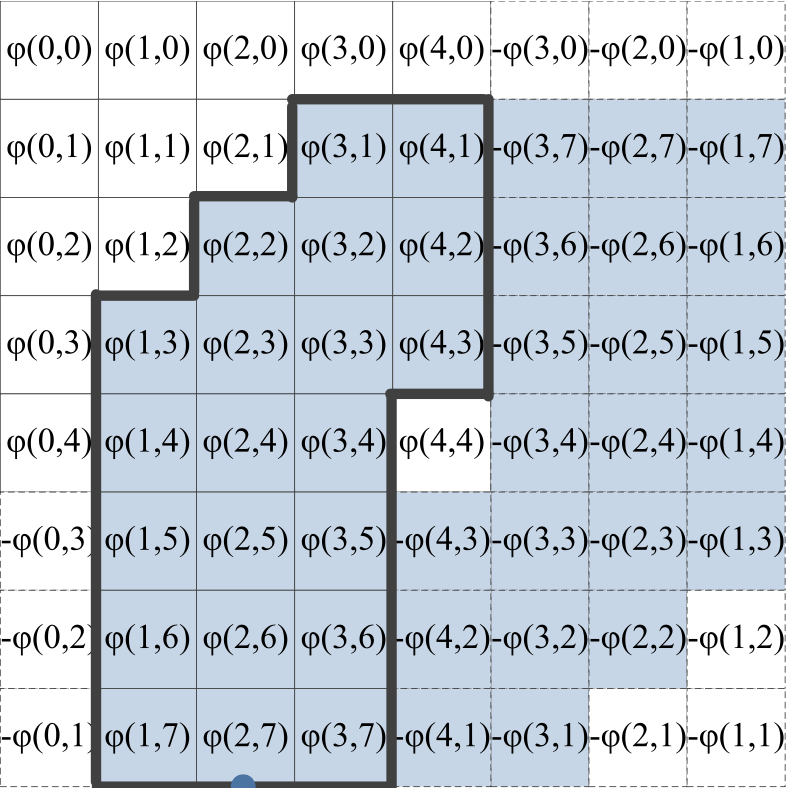 φ(0,0) φ(1,0) φ(2,0) φ(3,0) φ(4,0) -φ(3,0) -φ(2,0) -φ(1,0)
φ(0,1) φ(1,1) φ(2,1) φ(3,1) φ(4,1) -φ(3,7) -φ(2,7) -φ(1,7)
φ(0,2) φ(1,2) φ(2,2) φ(3,2) φ(4,2) -φ(3,6) -φ(2,6) -φ(1,6)
φ(0,3) φ(1,3) φ(2,3) φ(3,3) φ(4,3) -φ(3,5) -φ(2,5) -φ(1,5)
φ(0,4) φ(1,4) φ(2,4) φ(3,4) φ(4,4) -φ(3,4) -φ(2,4) -φ(1,4)
-φ(0,3) φ(1,5) φ(2,5) φ(3,5) -φ(4,3) -φ(3,3) -φ(2,3) -φ(1,3)
-φ(0,2) φ(1,6) φ(2,6) φ(3,6) -φ(4,2) -φ(3,2) -φ(2,2) -φ(1,2)
-φ(0,1) φ(1,7) φ(2,7) φ(3,7) -φ(4,1) -φ(3,1) -φ(2,1) -φ(1,1)